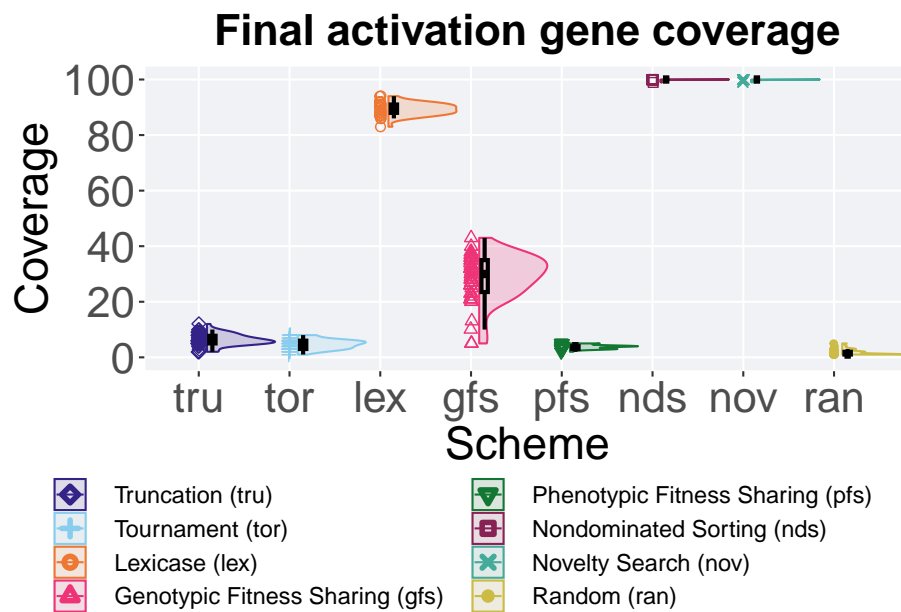 Final activation gene coverage
100
80
60
40
20
0
Coverage
tru tor lex gfs pfs nds nov ran
Scheme
Truncation (tru)
Tournament (tor)
Lexicase (lex)
Genotypic Fitness Sharing (gfs)
Phenotypic Fitness Sharing (pfs)
Nondominated Sorting (nds)
Novelty Search (nov)
Random (ran)